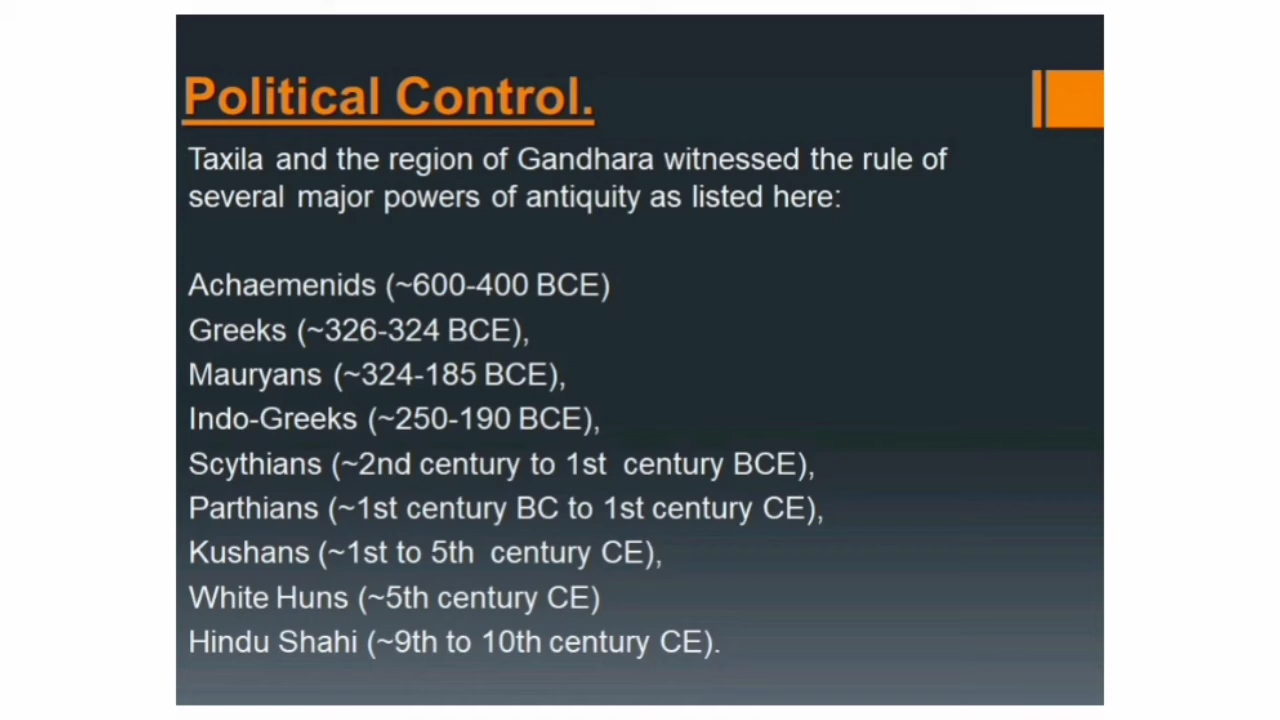 Political Control.
Taxila and the region of Gandhara witnessed the rule of
several major powers of antiquity as listed here:
Achaemenids (~600-400 BCE)
Greeks (~326-324 BCE),
Mauryans (~324-185 BCE),
Indo-Greeks (~250-190 BCE),
Scythians (~2nd century to 1st century BCE),
Parthians (~1st century BC to 1st century CE),
Kushans (~1st to 5th century CE),
White Huns (~5th century CE)
Hindu Shahi (~9th to 10th century CE).